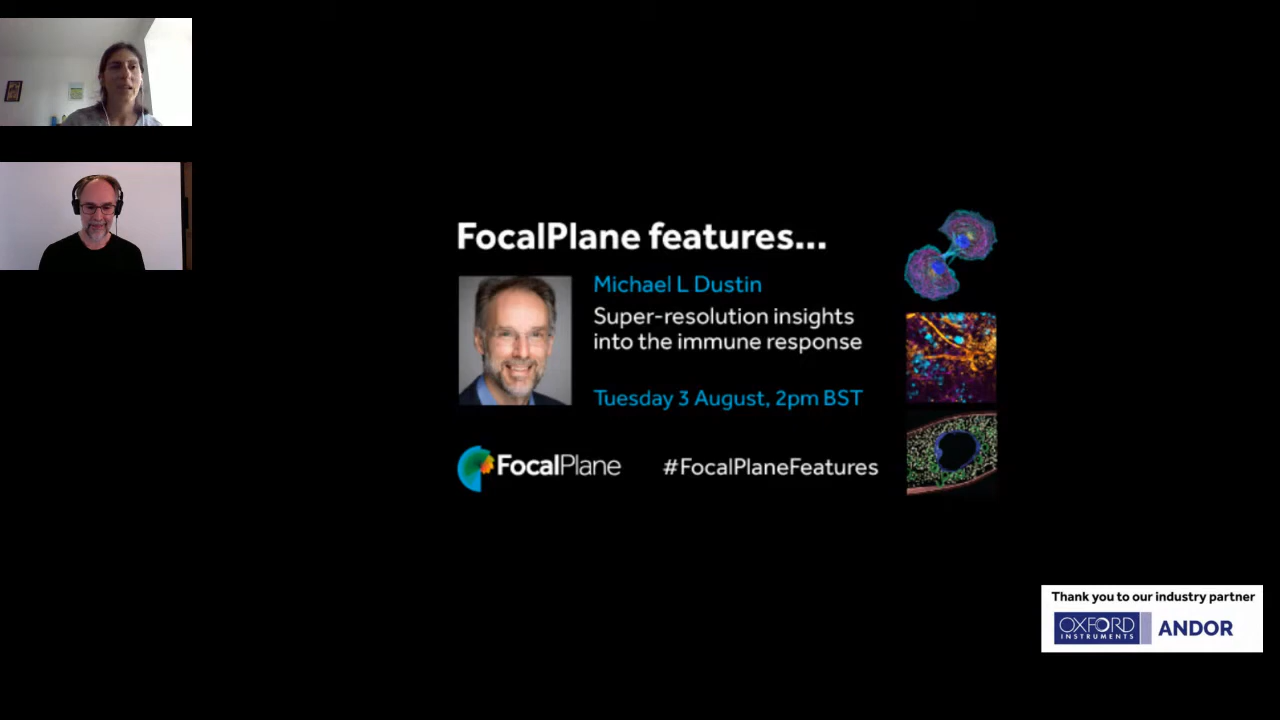 FocalPlane features...
Michael L Dustin
Super-resolution insights
into the immune response
Tuesday 3 August, 2pm BST
FocalPlane
#FocalPlaneFeatures
Thank you to our industry partner
OXFORD
INSTRUMENTS
ANDOR